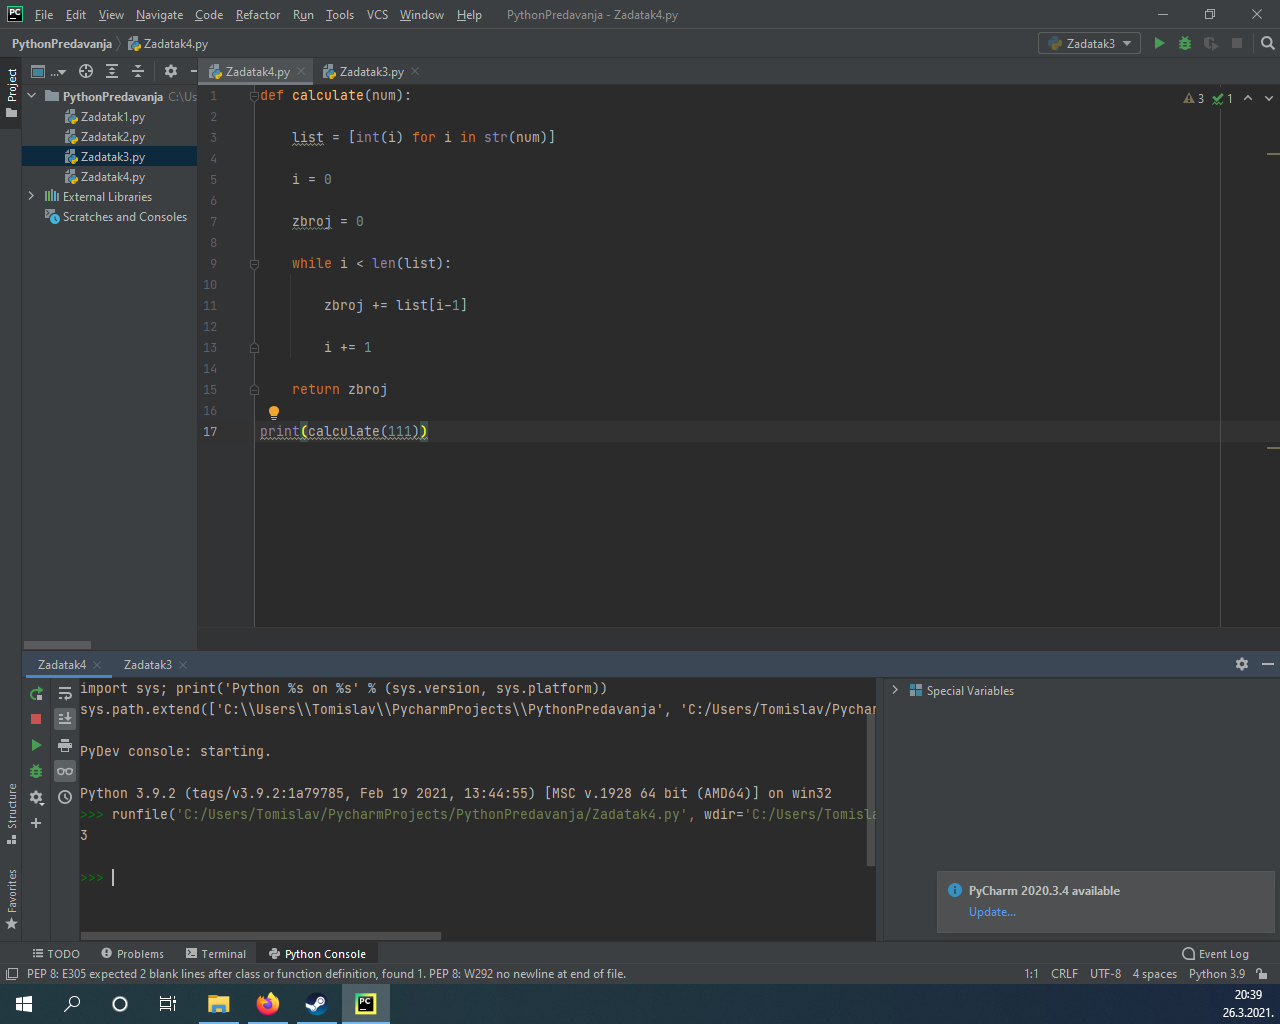 PC File Edit View Navigate Code Refactor Run Tools VCS Window Help PythonPredavanja - Zadatak4.py
PythonPredavanja Zadatak4.py Zadatak3
Project
... Zadatak4.py Zadatak3.py
PythonPredavanja C:\Us
Zadatak1.py
Zadatak2.py
Zadatak3.py
Zadatak4.py
External Libraries
Scratches and Consoles
1 def calculate(num): 3 1
2
3 list = [int(i) for i in str(num)]
4
5 i = 0
6
7 zbroj = 0
8
9 while i < len(list):
10
11 zbroj += list[i-1]
12
13 i += 1
14
15 return zbroj
16
17 print(calculate(111))
Zadatak4 Zadatak3
import sys; print('Python %s on %s' % (sys.version, sys.platform))
sys.path.extend(['C:\\Users\\Tomislav\\PycharmProjects\\PythonPredavanja', 'C:/Users/Tomislav/Pychar
PyDev console: starting.
Python 3.9.2 (tags/v3.9.2:1a79785, Feb 19 2021, 13:44:55) [MSC v.1928 64 bit (AMD64)] on win32
>>> runfile('C:/Users/Tomislav/PycharmProjects/PythonPredavanja/Zadatak4.py', wdir='C:/Users/Tomisla
3
>>>
Special Variables
Structure
Favorites
PyCharm 2020.3.4 available
Update...
TODO Problems Terminal Python Console Event Log
PEP 8: E305 expected 2 blank lines after class or function definition, found 1. PEP 8: W292 no newline at end of file. 1:1 CRLF UTF-8 4 spaces Python 3.9
PC
20:39
26.3.2021.